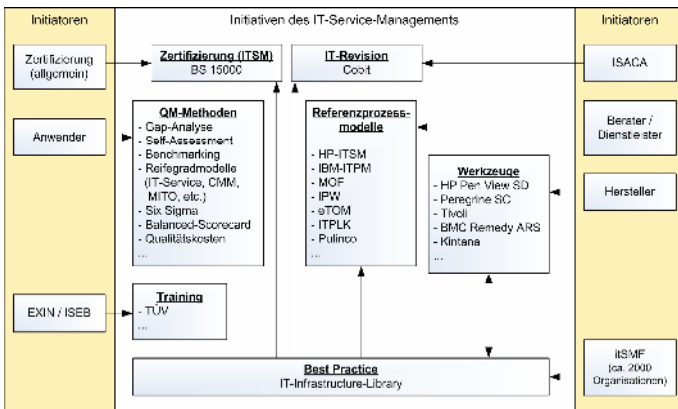 Initiatoren
Initiativen des IT-Service-Managements
Initiatoren
Zertifizierung
(allgemein)
Zertifizierung (ITSM)
BS 15000
IT-Revision
Cobit
ISACA
Anwender
QM-Methoden
- Gap-Analyse
- Self-Assessment
- Benchmarking
- Reifegradmodelle
(IT-Service, CMM,
MITO, etc.)
- Six Sigma
- Balanced-Scorecard
- Qualitätskosten
...
Referenzprozess-
modelle
- HP-ITSM
- IBM-ITPM
- MOF
- IPW
- eTOM
- ITPLK
- Pulinco
...
Werkzeuge
- HP Pen View SD
- Peregrine SC
- Tivoli
- BMC Remedy ARS
- Kintana
...
Berater /
Dienstleister
Hersteller
EXIN / ISEB
Training
- TÜV
...
Best Practice
IT-Infrastructure-Library
itSMF
(ca. 2000
Organisationen)